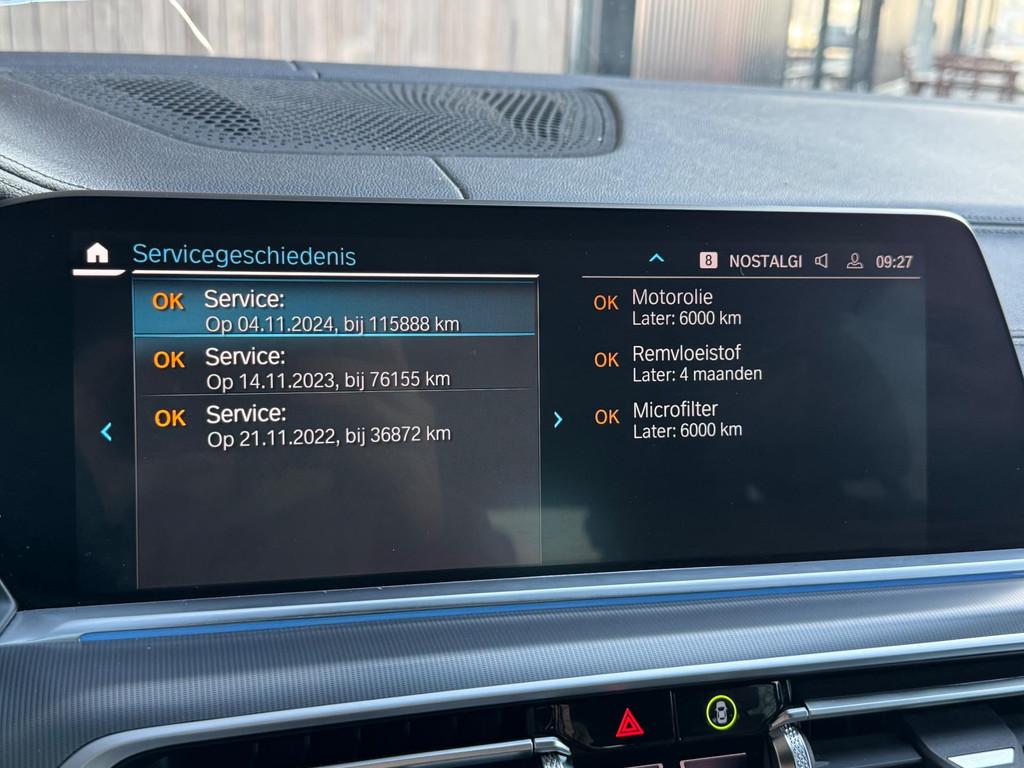 Servicegeschiedenis
8 NOSTALGI 09:27
OK Service:
Op 04.11.2024, bij 115888 km
OK Service:
Op 14.11.2023, bij 76155 km
OK Service:
Op 21.11.2022, bij 36872 km
OK Motorolie
Later: 6000 km
OK Remvloeistof
Later: 4 maanden
OK Microfilter
Later: 6000 km